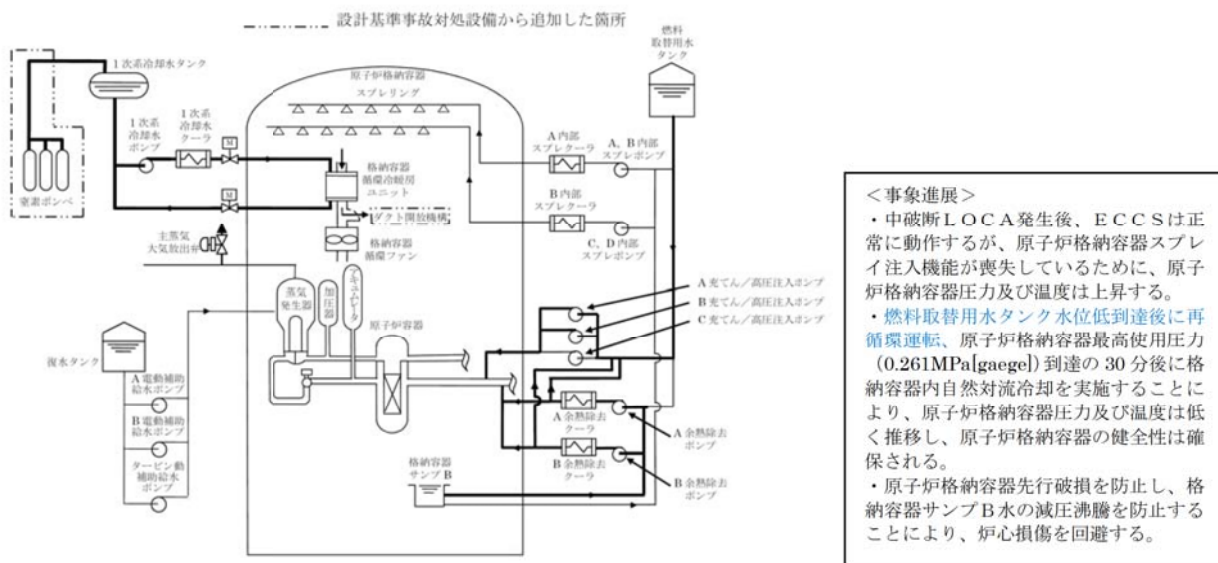 設計基準事故対処設備から追加した箇所
燃料
取替用水
タンク
1次系冷却水タンク
原子炉格納容器
スプレリング
1次系
冷却水
ポンプ
1次系
冷却水
クーラ
M
A内部
スプレクーラ
A、B内部
スプレポンプ
格納容器
循環冷暖房
ユニット
窒素ボンベ
M
B内部
スプレクーラ
ダクト開放機構
C、D内部
スプレポンプ
主蒸気
大気放出弁
格納容器
循環ファン
蒸気
発生器
加圧器
アキュムレータ
原子炉容器
A充てん／高圧注入ポンプ
B充てん／高圧注入ポンプ
C充てん／高圧注入ポンプ
復水タンク
A電動補助
給水ポンプ
B電動補助
給水ポンプ
タービン動
補助給水
ポンプ
A余熱除去
クーラ
A余熱除去
ポンプ
B余熱除去
クーラ
B余熱除去
ポンプ
格納容器
サンプB
＜事象進展＞
・中破断ＬＯＣＡ発生後、ＥＣＣＳは正
常に動作するが、原子炉格納容器スプレ
イ注入機能が喪失しているために、原子
炉格納容器圧力及び温度は上昇する。
・燃料取替用水タンク水位低到達後に再
循環運転、原子炉格納容器最高使用圧力
（0.261MPa[gaege]）到達の 30 分後に格
納容器内自然対流冷却を実施することに
より、原子炉格納容器圧力及び温度は低
く推移し、原子炉格納容器の健全性は確
保される。
・原子炉格納容器先行破損を防止し、格
納容器サンプＢ水の減圧沸騰を防止する
ことにより、炉心損傷を回避する。